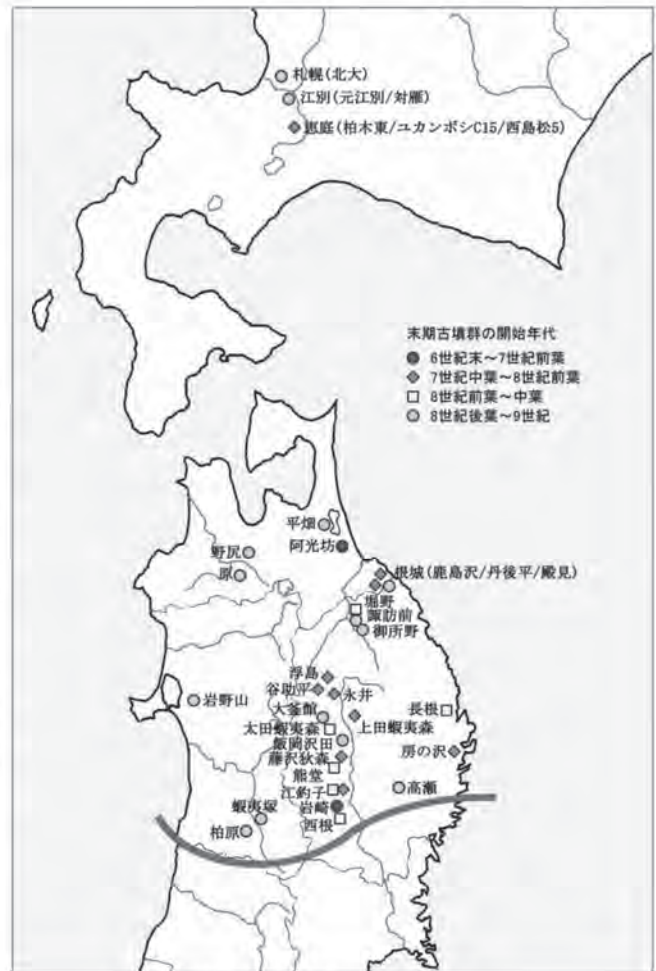 札幌(北大)
江別(元江別/対雁)
恵庭(柏木東/ユカンボシC15/西島松5)
末期古墳群の開始年代
6世紀末～7世紀前葉
7世紀中葉～8世紀前葉
8世紀前葉～中葉
8世紀後葉～9世紀
平畑
阿光坊
野尻
原
根城(鹿島沢/丹後平/殿見)
堀野
諏訪前
御所野
浮島
谷助平
永井
岩野山
大釜館
長根
太田蝦夷森
上田蝦夷森
飯岡沢田
房の沢
藤沢狄森
熊堂
江釣子
高瀬
蝦夷塚
岩崎
柏原
西根